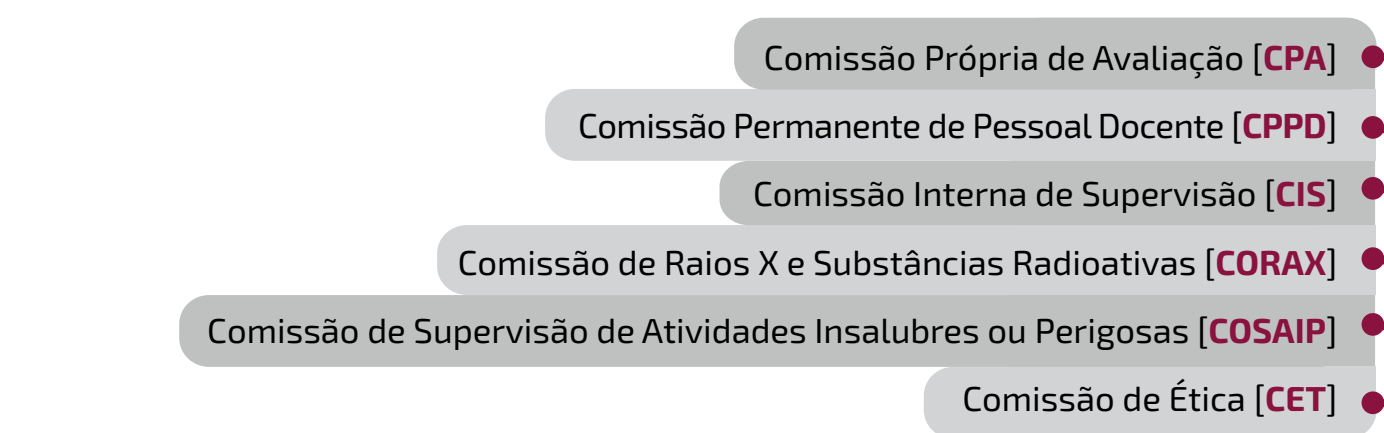 Comissão Própria de Avaliação [CPA]
Comissão Permanente de Pessoal Docente [CPPD]
Comissão Interna de Supervisão [CIS]
Comissão de Raios X e Substâncias Radioativas [CORAX]
Comissão de Supervisão de Atividades Insalubres ou Perigosas [COSAIP]
Comissão de Ética [CET]